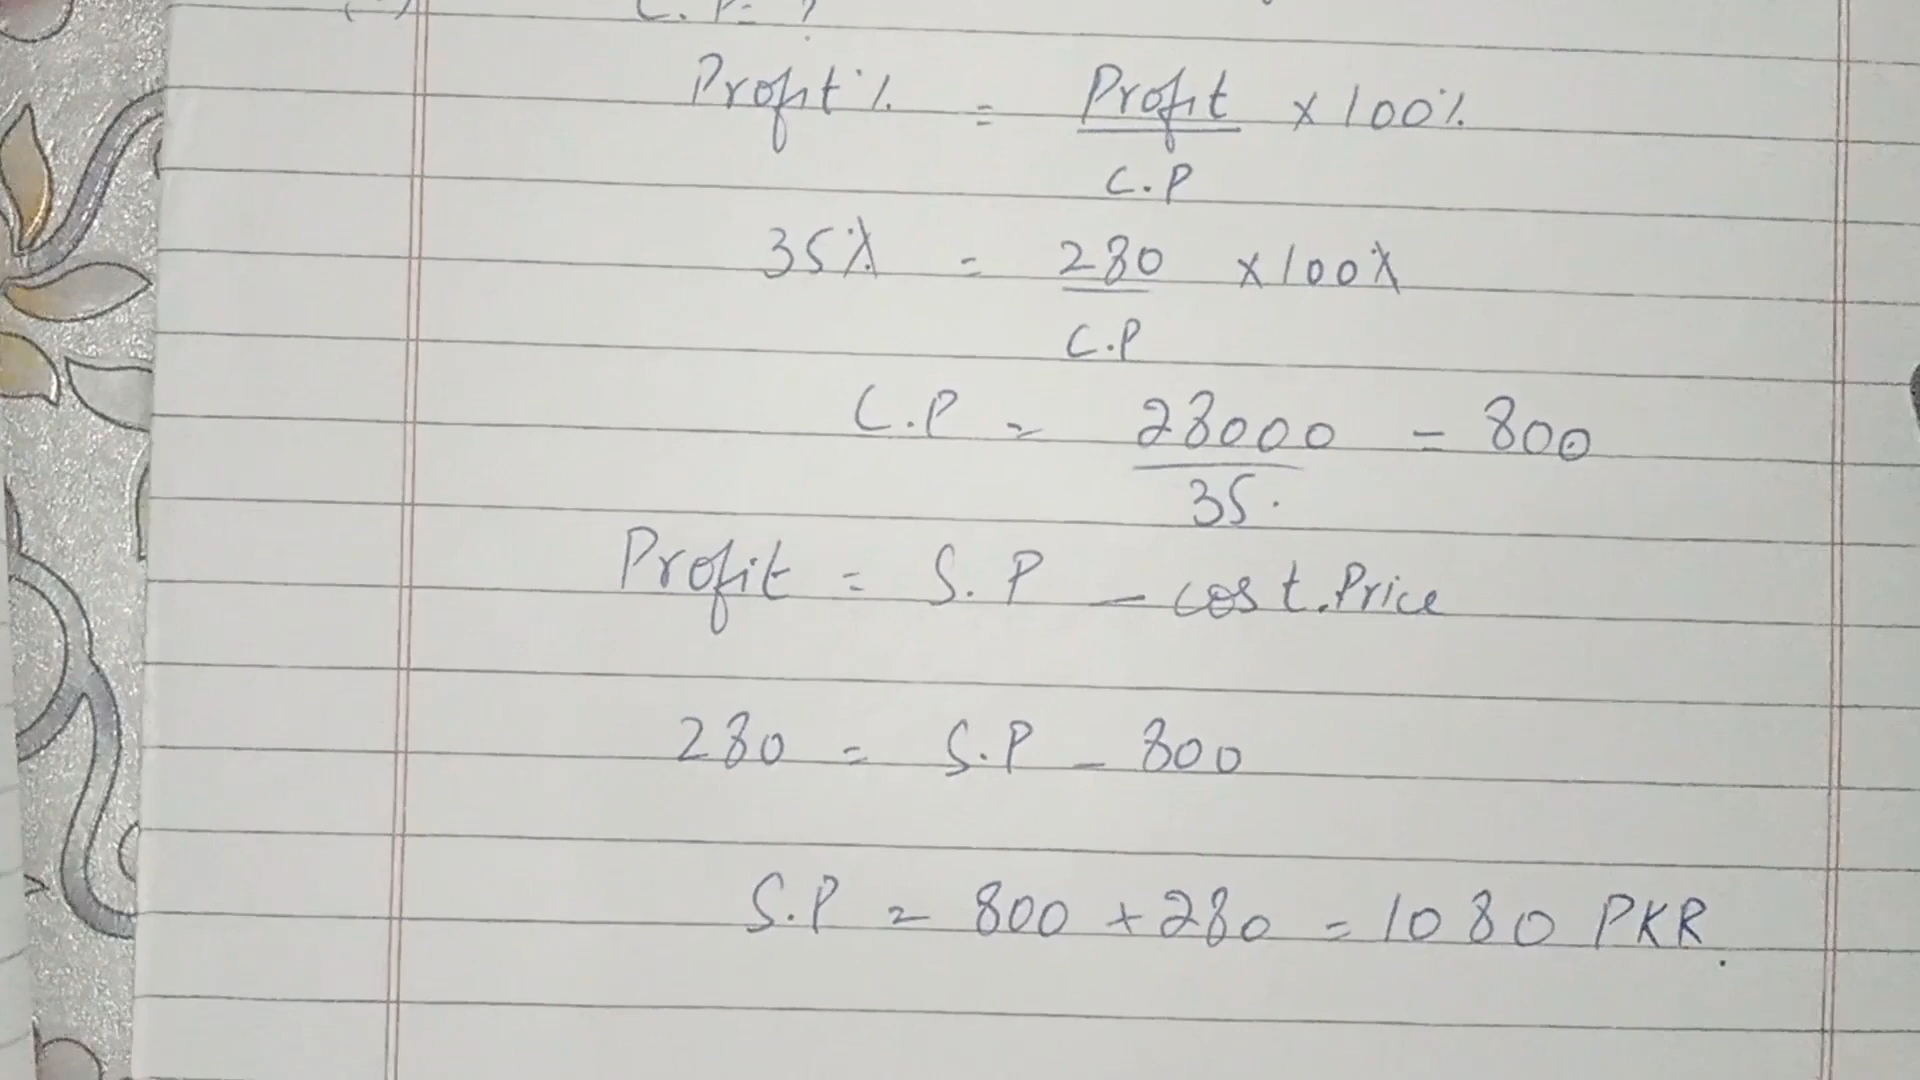 C.P = ?
Profit% = Profit/C.P × 100%
35% = 280/C.P × 100%
C.P = 28000/35. = 800
Profit = S.P - cost.Price
280 = S.P - 800
S.P = 800 + 280 = 1080 PKR.